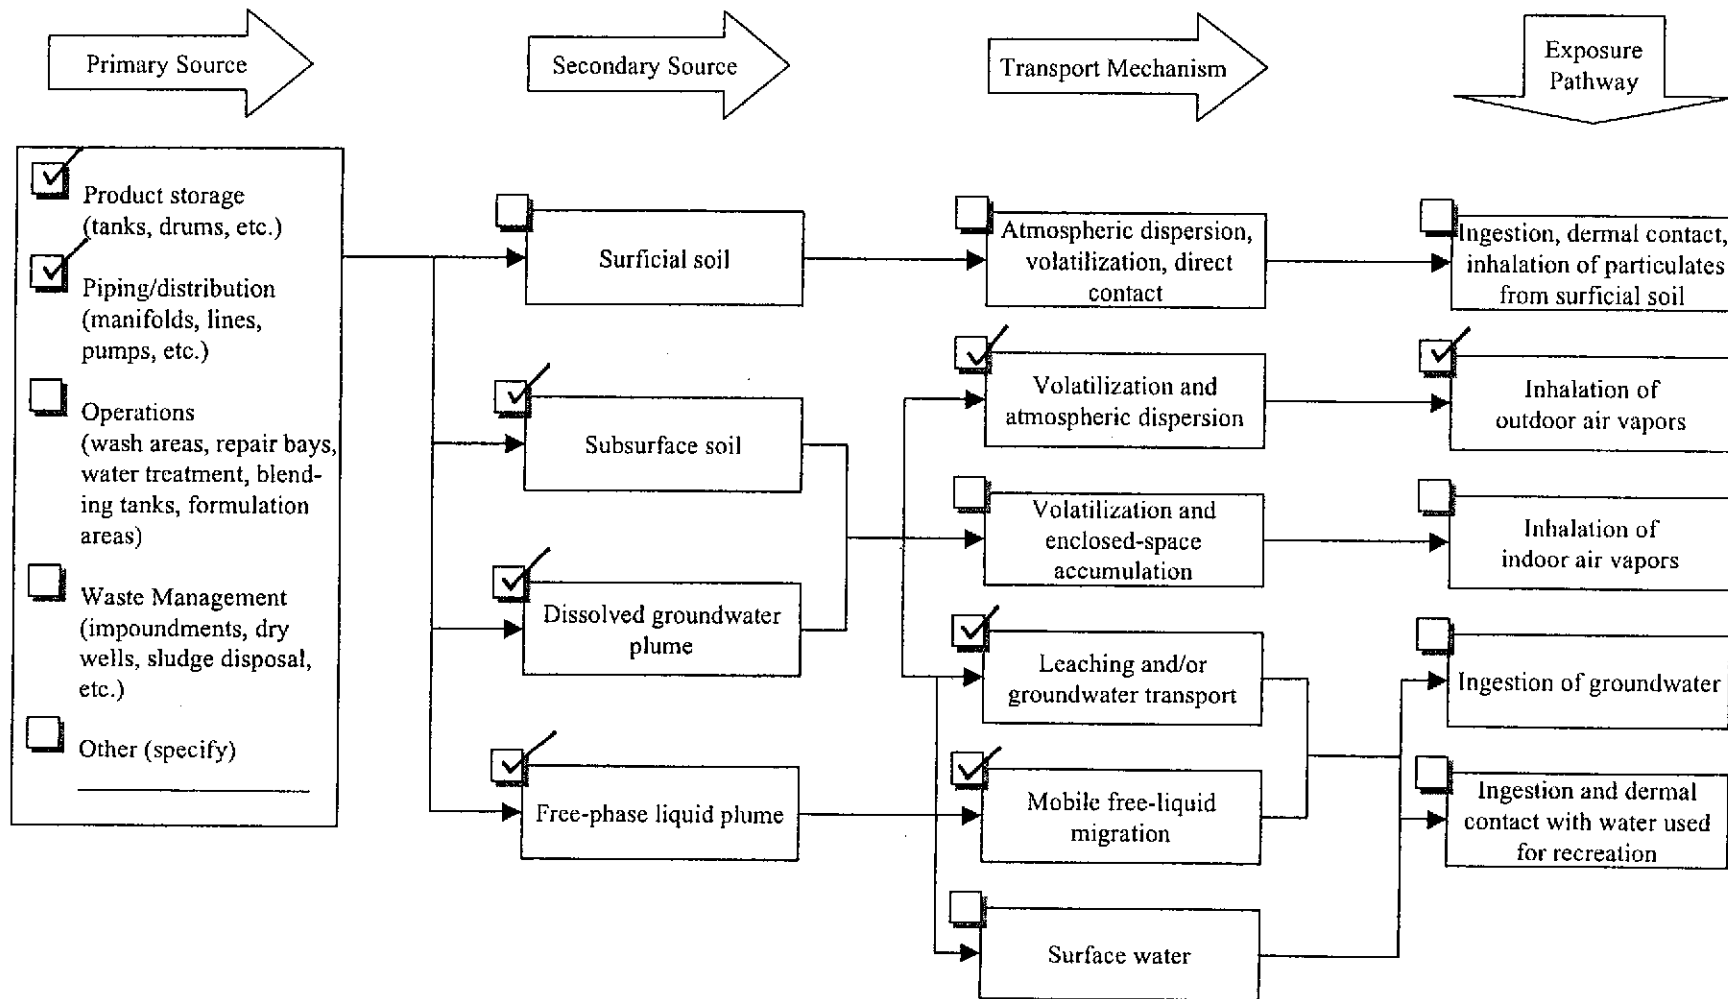 Primary Source
Secondary Source
Transport Mechanism
Exposure
Pathway
Product storage
(tanks, drums, etc.)
Piping/distribution
(manifolds, lines,
pumps, etc.)
Operations
(wash areas, repair bays,
water treatment, blend-
ing tanks, formulation
areas)
Waste Management
(impoundments, dry
wells, sludge disposal,
etc.)
Other (specify)
Surficial soil
Subsurface soil
Dissolved groundwater
plume
Free-phase liquid plume
Atmospheric dispersion,
volatilization, direct
contact
Volatilization and
atmospheric dispersion
Volatilization and
enclosed-space
accumulation
Leaching and/or
groundwater transport
Mobile free-liquid
migration
Surface water
Ingestion, dermal contact,
inhalation of particulates
from surficial soil
Inhalation of
outdoor air vapors
Inhalation of
indoor air vapors
Ingestion of groundwater
Ingestion and dermal
contact with water used
for recreation